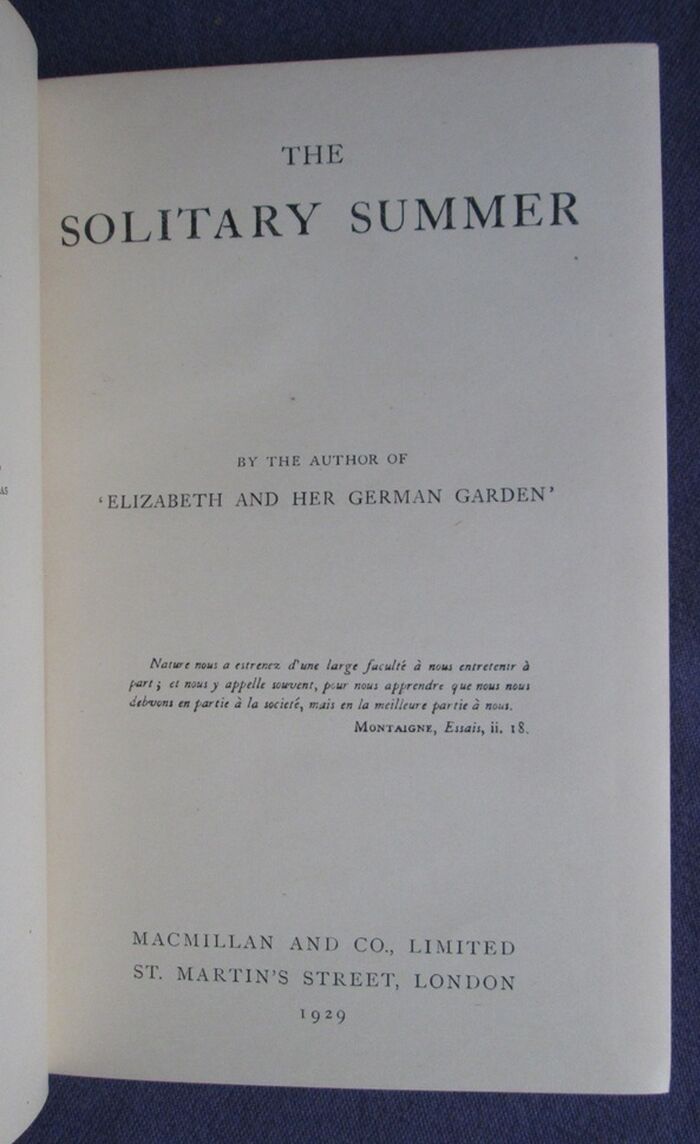 THE
SOLITARY SUMMER
BY THE AUTHOR OF
'ELIZABETH AND HER GERMAN GARDEN'
Nature nous a estrenez d'une large faculté à nous entretenir à
part; et nous y appelle souvent, pour nous apprendre que nous nous
debvons en partie à la societé, mais en la meilleure partie à nous.
MONTAIGNE, Essais, ii. 18.
MACMILLAN AND CO., LIMITED
ST. MARTIN'S STREET, LONDON
1929